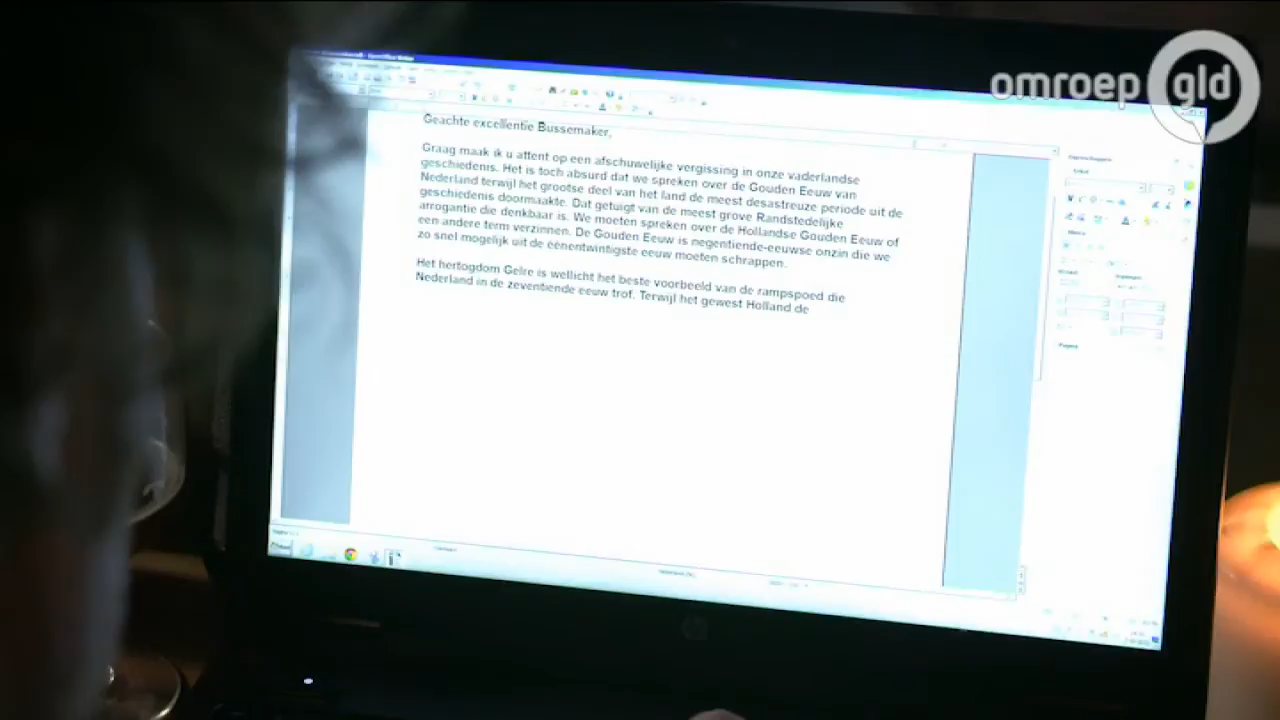 omroep gld
Geachte excellentie Bussemaker,
Graag maak ik u attent op een afschuwelijke vergissing in onze vaderlandse
geschiedenis. Het is toch absurd dat we spreken over de Gouden Eeuw van
Nederland terwijl het grootse deel van het land de meest desastreuze periode uit de
geschiedenis doormaakte. Dat getuigt van de meest grove Randstedelijke
arrogantie die denkbaar is. We moeten spreken over de Hollandse Gouden Eeuw of
een andere term verzinnen. De Gouden Eeuw is negentiende-eeuwse onzin die we
zo snel mogelijk uit de eenentwintigste eeuw moeten schrappen.
Het hertogdom Gelre is wellicht het beste voorbeeld van de rampspoed die
Nederland in de zeventiende eeuw trof. Terwijl het gewest Holland de